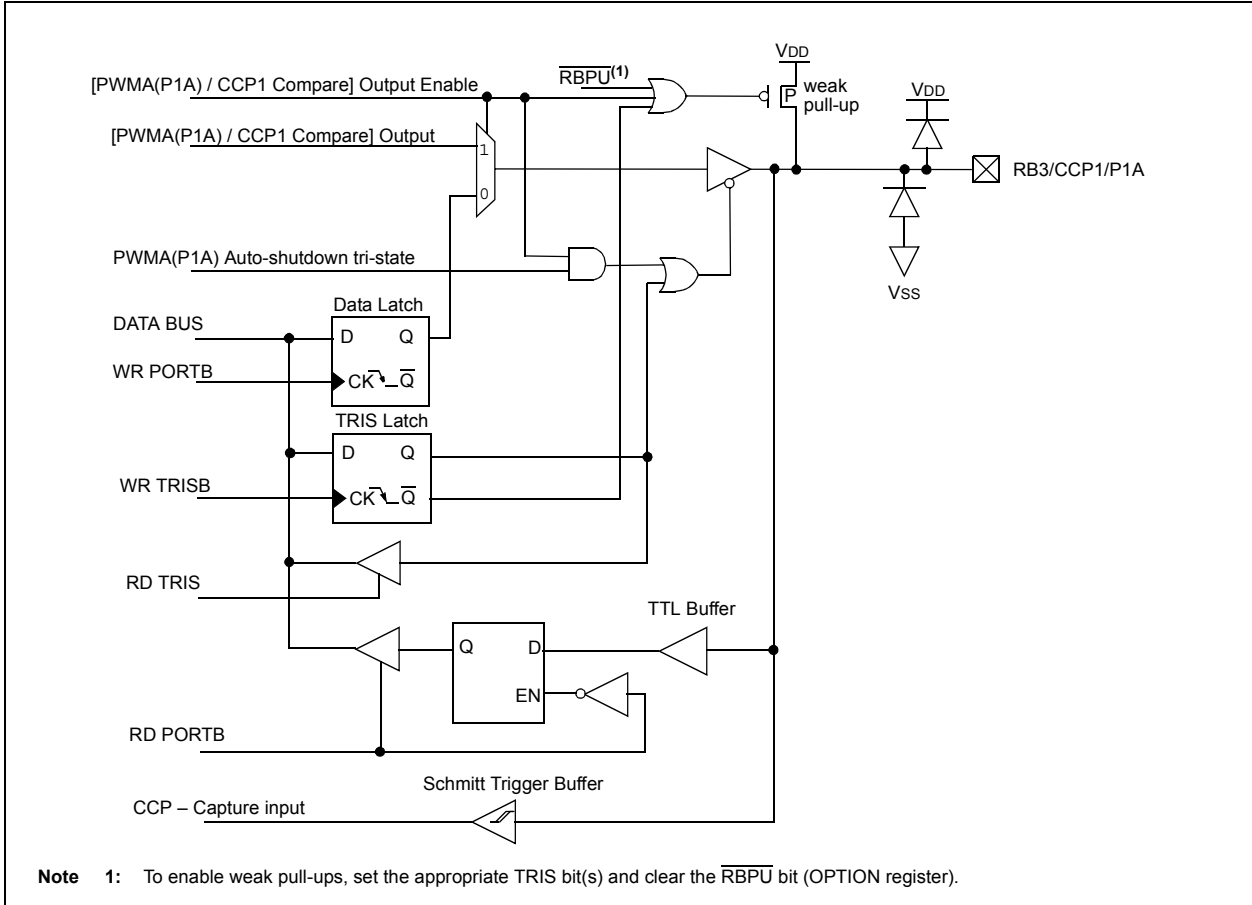 VDD
[PWMA(P1A) / CCP1 Compare] Output Enable
RBPU(1)
P
weak
pull-up
VDD
[PWMA(P1A) / CCP1 Compare] Output
1
0
RB3/CCP1/P1A
PWMA(P1A) Auto-shutdown tri-state
VSS
Data Latch
DATA BUS
D Q
WR PORTB
CK Q
TRIS Latch
D Q
WR TRISB
CK Q
RD TRIS
TTL Buffer
Q D
EN
RD PORTB
Schmitt Trigger Buffer
CCP – Capture input
Note 1: To enable weak pull-ups, set the appropriate TRIS bit(s) and clear the RBPU bit (OPTION register).